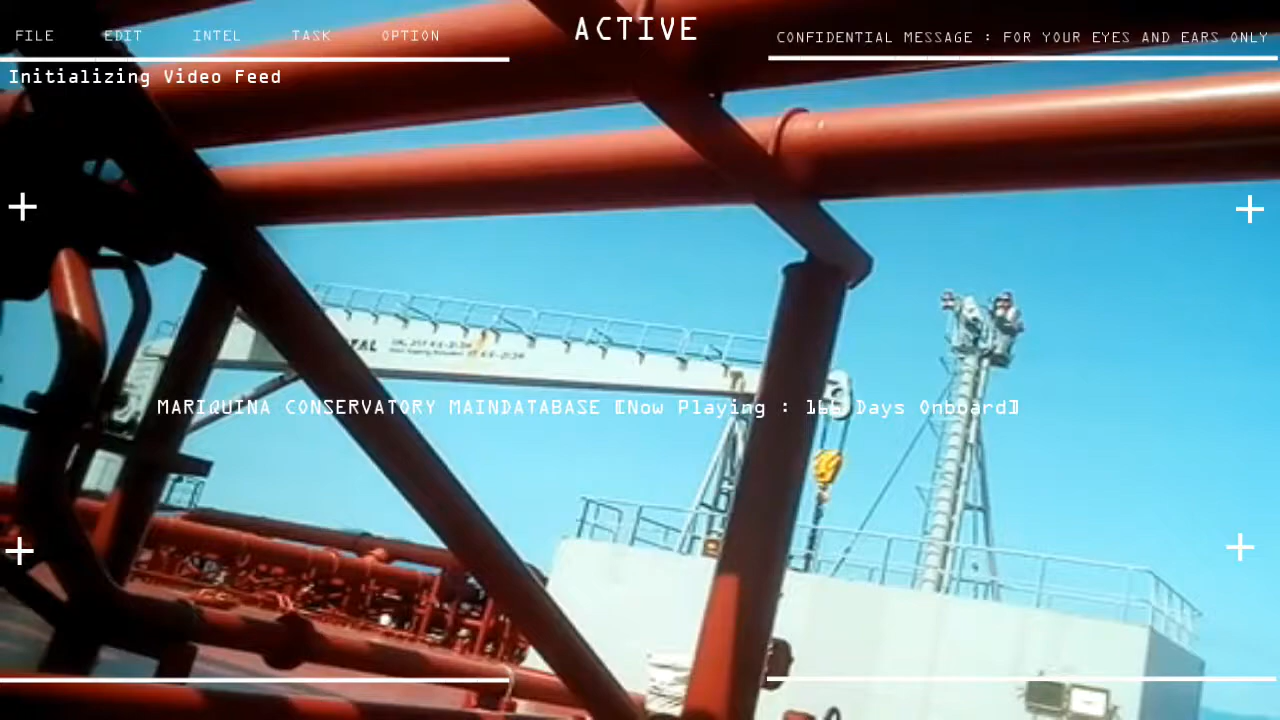 FILE EDIT INTEL TASK OPTION
ACTIVE
CONFIDENTIAL MESSAGE : FOR YOUR EYES AND EARS ONLY
Initializing Video Feed
MARIQUINA CONSERVATORY MAINDATABASE [Now Playing : 166 Days Onboard]